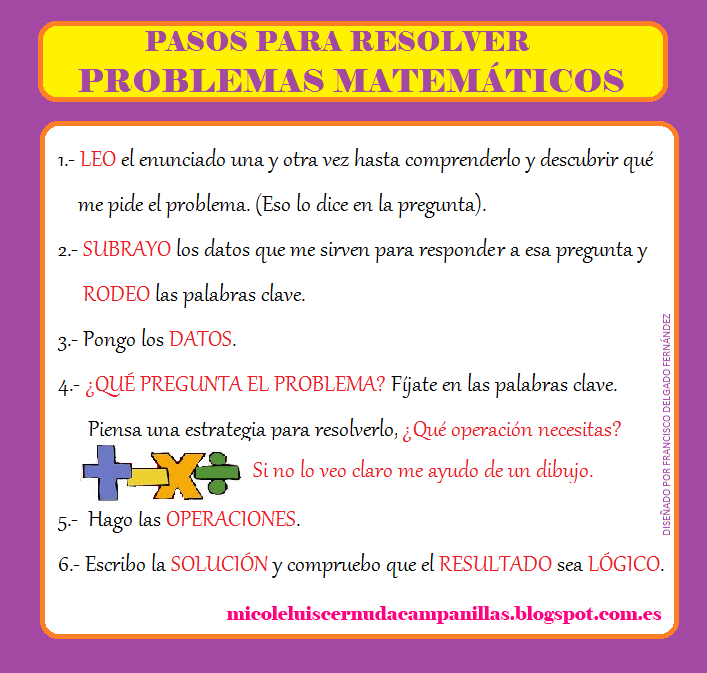 PASOS PARA RESOLVER
PROBLEMAS MATEMÁTICOS
1.- LEO el enunciado una y otra vez hasta comprenderlo y descubrir qué
me pide el problema. (Eso lo dice en la pregunta).
2.- SUBRAYO los datos que me sirven para responder a esa pregunta y
RODEO las palabras clave.
3.- Pongo los DATOS.
4.- ¿QUÉ PREGUNTA EL PROBLEMA? Fíjate en las palabras clave.
Piensa una estrategia para resolverlo, ¿Qué operación necesitas?
+ - x ÷ Si no lo veo claro me ayudo de un dibujo.
5.- Hago las OPERACIONES.
6.- Escribo la SOLUCIÓN y compruebo que el RESULTADO sea LÓGICO.
micoleluiscernudacampanillas.blogspot.com.es
DISEÑADO POR FRANCISCO DELGADO FERNÁNDEZ